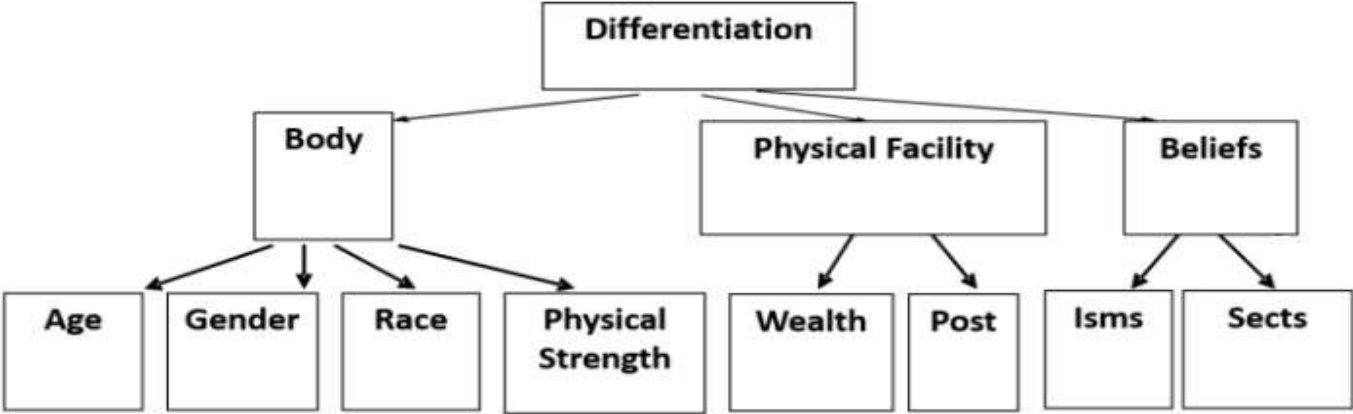 Differentiation
Body
Physical Facility
Beliefs
Age
Gender
Race
Physical
Strength
Wealth
Post
Isms
Sects